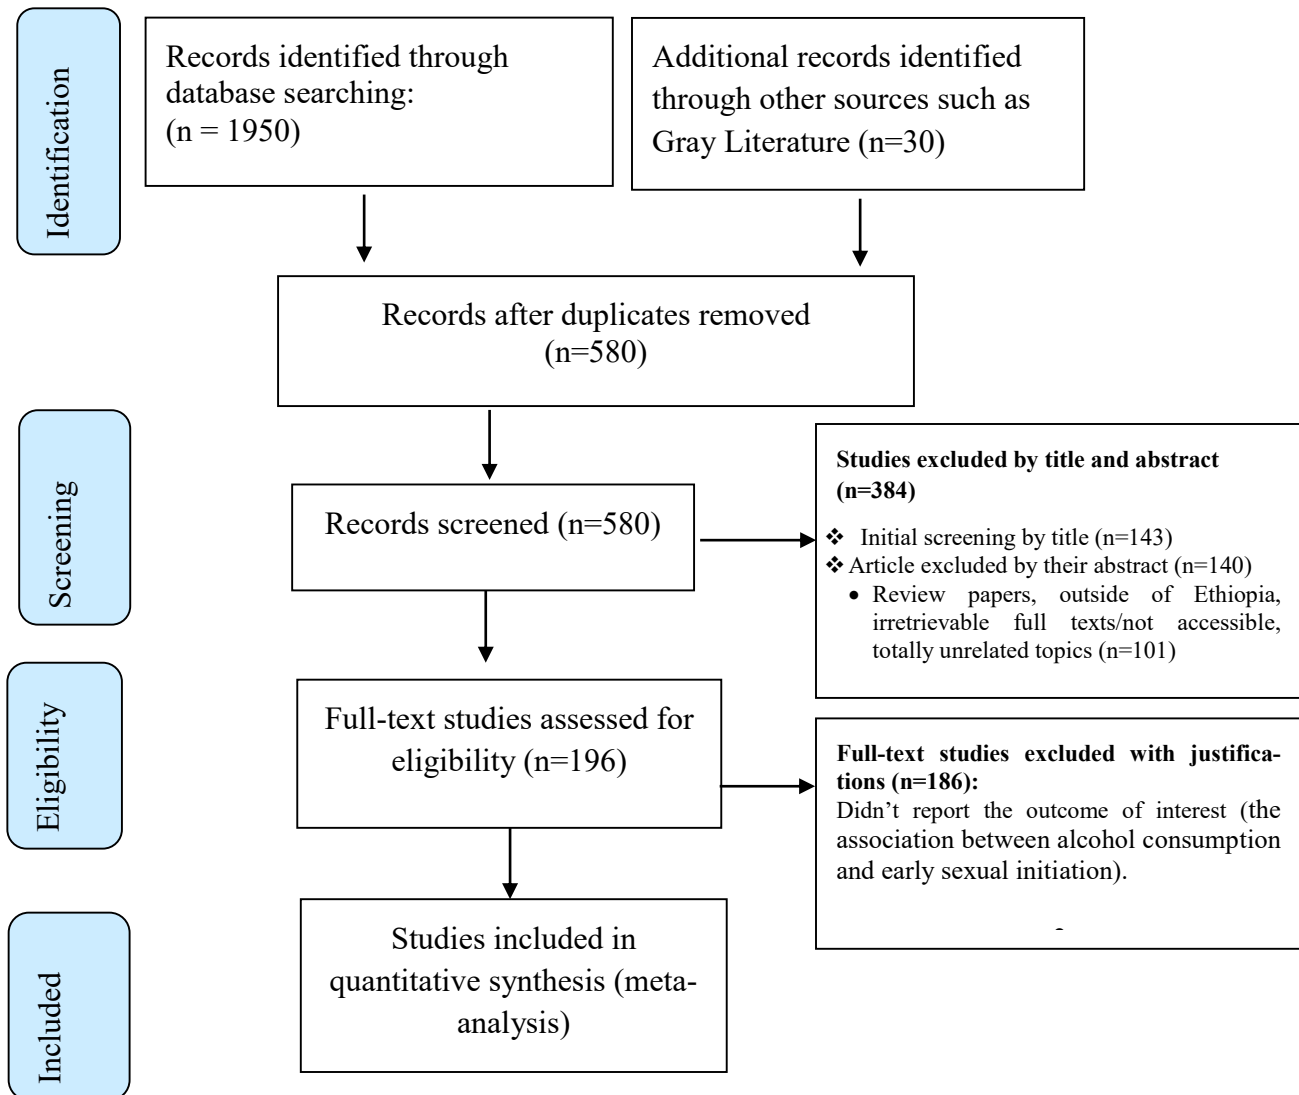 Identification
Records identified through
database searching:
(n = 1950)
Additional records identified
through other sources such as
Gray Literature (n=30)
Records after duplicates removed
(n=580)
Screening
Records screened (n=580)
Studies excluded by title and abstract
(n=384)
❖ Initial screening by title (n=143)
❖ Article excluded by their abstract (n=140)
• Review papers, outside of Ethiopia,
irretrievable full texts/not accessible,
totally unrelated topics (n=101)
Eligibility
Full-text studies assessed for
eligibility (n=196)
Full-text studies excluded with justifica-
tions (n=186):
Didn’t report the outcome of interest (the
association between alcohol consumption
and early sexual initiation).
Included
Studies included in
quantitative synthesis (meta-
analysis)